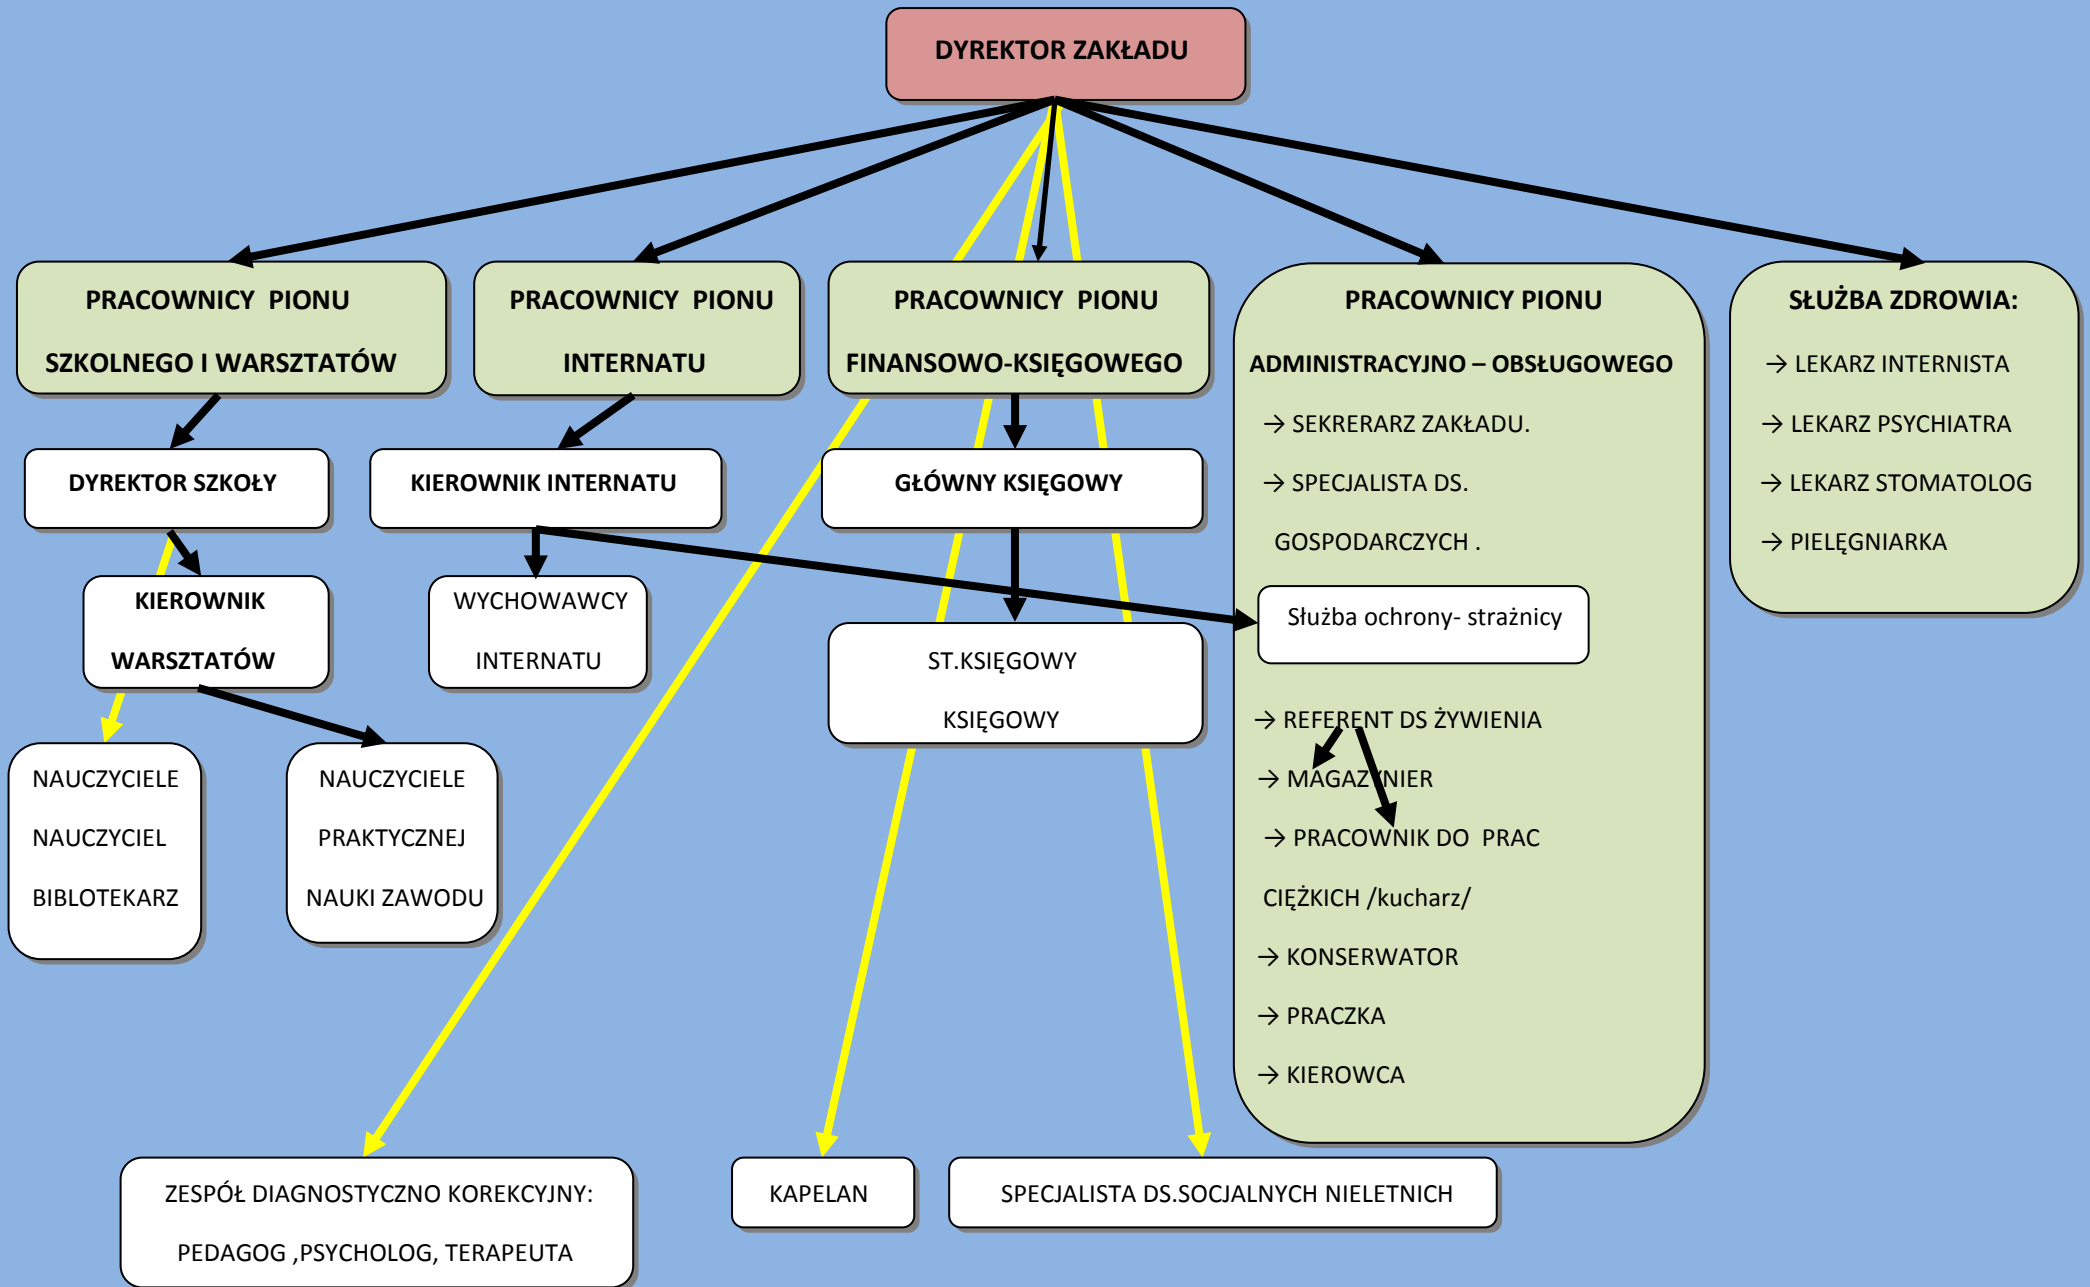 DYREKTOR ZAKŁADU
PRACOWNICY PIONU
SZKOLNEGO I WARSZTATÓW
PRACOWNICY PIONU
INTERNATU
PRACOWNICY PIONU
FINANSOWO-KSIĘGOWEGO
PRACOWNICY PIONU
ADMINISTRACYJNO – OBSŁUGOWEGO
→ SEKRERARZ ZAKŁADU.
→ SPECJALISTA DS.
GOSPODARCZYCH .
Służba ochrony- strażnicy
→ REFERENT DS ŻYWIENIA
→ MAGAZYNIER
→ PRACOWNIK DO PRAC
CIĘŻKICH /kucharz/
→ KONSERWATOR
→ PRACZKA
→ KIEROWCA
SŁUŻBA ZDROWIA:
→ LEKARZ INTERNISTA
→ LEKARZ PSYCHIATRA
→ LEKARZ STOMATOLOG
→ PIELĘGNIARKA
DYREKTOR SZKOŁY
KIEROWNIK INTERNATU
GŁÓWNY KSIĘGOWY
KIEROWNIK
WARSZTATÓW
WYCHOWAWCY
INTERNATU
ST.KSIĘGOWY
KSIĘGOWY
NAUCZYCIELE
NAUCZYCIEL
BIBLOTEKARZ
NAUCZYCIELE
PRAKTYCZNEJ
NAUKI ZAWODU
ZESPÓŁ DIAGNOSTYCZNO KOREKCYJNY:
PEDAGOG ,PSYCHOLOG, TERAPEUTA
KAPELAN
SPECJALISTA DS.SOCJALNYCH NIELETNICH